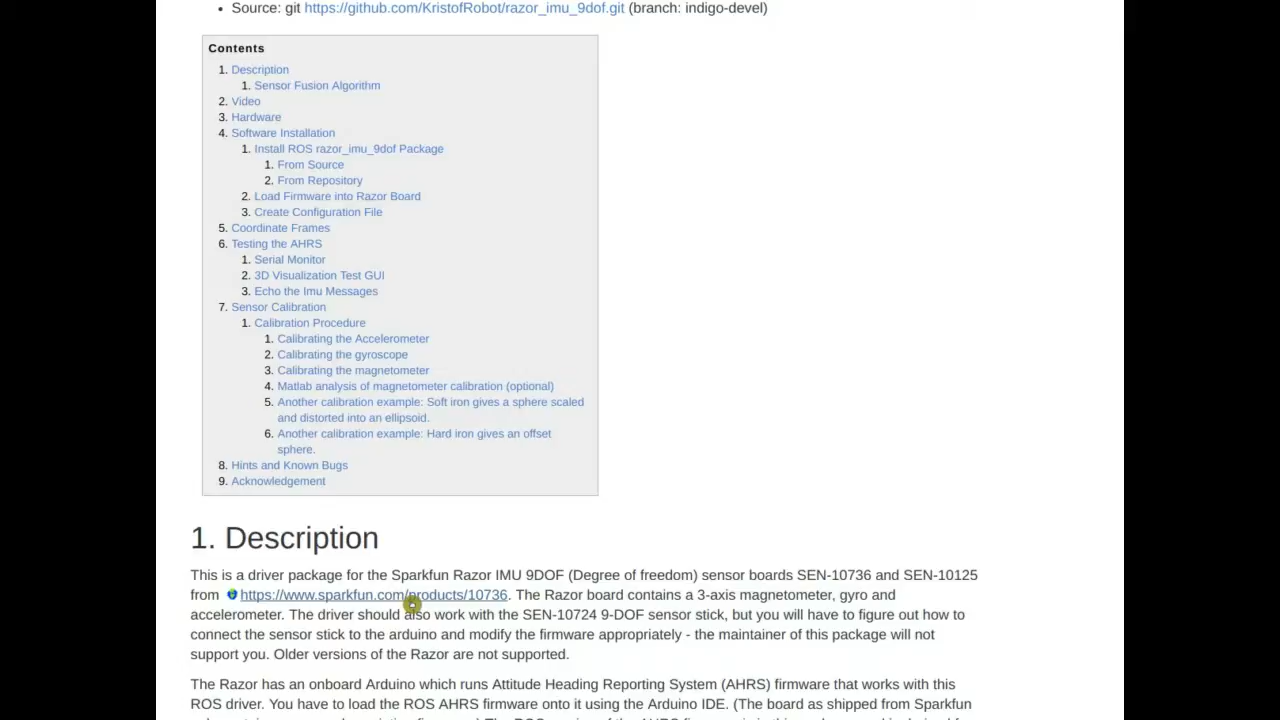 Source: git https://github.com/KristofRobot/razor_imu_9dof.git (branch: indigo-devel)
Contents
1. Description
1. Sensor Fusion Algorithm
2. Video
3. Hardware
4. Software Installation
1. Install ROS razor_imu_9dof Package
1. From Source
2. From Repository
2. Load Firmware into Razor Board
3. Create Configuration File
5. Coordinate Frames
6. Testing the AHRS
1. Serial Monitor
2. 3D Visualization Test GUI
3. Echo the Imu Messages
7. Sensor Calibration
1. Calibration Procedure
1. Calibrating the Accelerometer
2. Calibrating the gyroscope
3. Calibrating the magnetometer
4. Matlab analysis of magnetometer calibration (optional)
5. Another calibration example: Soft iron gives a sphere scaled
and distorted into an ellipsoid.
6. Another calibration example: Hard iron gives an offset
sphere.
8. Hints and Known Bugs
9. Acknowledgement
1. Description
This is a driver package for the Sparkfun Razor IMU 9DOF (Degree of freedom) sensor boards SEN-10736 and SEN-10125
from https://www.sparkfun.com/products/10736. The Razor board contains a 3-axis magnetometer, gyro and
accelerometer. The driver should also work with the SEN-10724 9-DOF sensor stick, but you will have to figure out how to
connect the sensor stick to the arduino and modify the firmware appropriately - the maintainer of this package will not
support you. Older versions of the Razor are not supported.
The Razor has an onboard Arduino which runs Attitude Heading Reporting System (AHRS) firmware that works with this
ROS driver. You have to load the ROS AHRS firmware onto it using the Arduino IDE. (The board as shipped from Sparkfun